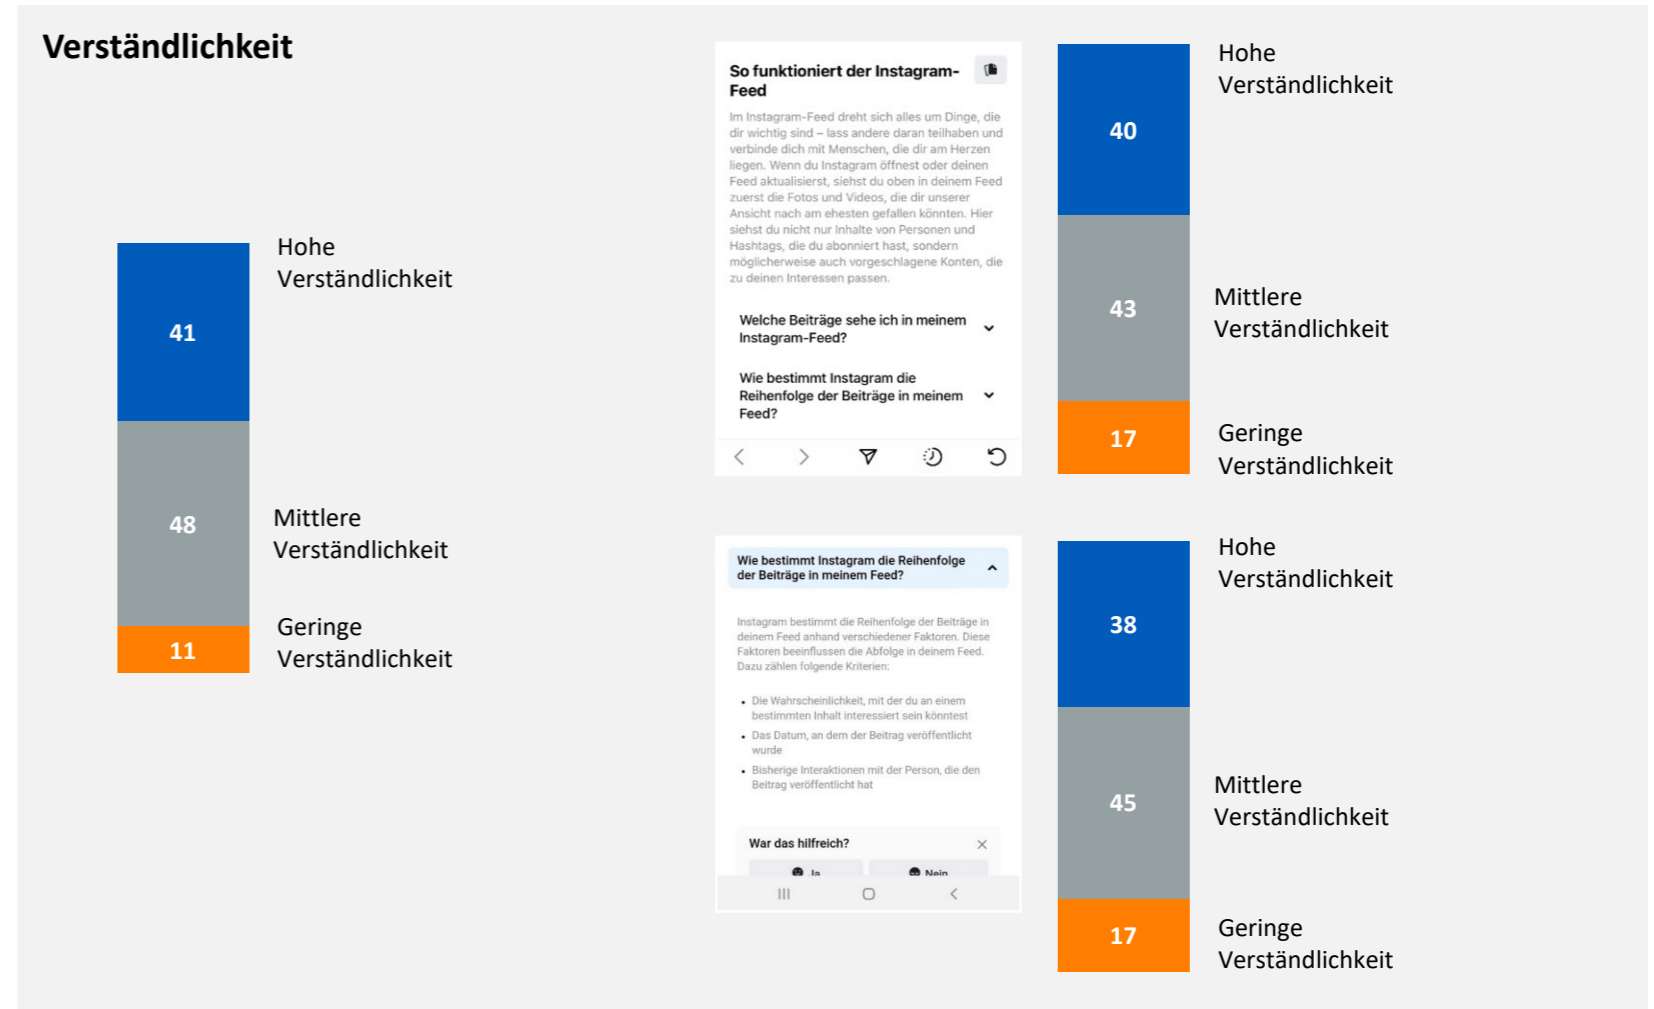 Verständlichkeit
41
Hohe
Verständlichkeit
48
Mittlere
Verständlichkeit
11
Geringe
Verständlichkeit
So funktioniert der Instagram-
Feed
Im Instagram-Feed dreht sich alles um Dinge, die
dir wichtig sind – lass andere daran teilhaben und
verbinde dich mit Menschen, die dir am Herzen
liegen. Wenn du Instagram öffnest oder deinen
Feed aktualisierst, siehst du oben in deinem Feed
zuerst die Fotos und Videos, die dir unserer
Ansicht nach am ehesten gefallen könnten. Hier
siehst du nicht nur Inhalte von Personen und
Hashtags, die du abonniert hast, sondern
möglicherweise auch vorgeschlagene Konten, die
zu deinen Interessen passen.
Welche Beiträge sehe ich in meinem
Instagram-Feed?
Wie bestimmt Instagram die
Reihenfolge der Beiträge in meinem
Feed?
40
Hohe
Verständlichkeit
43
Mittlere
Verständlichkeit
17
Geringe
Verständlichkeit
Wie bestimmt Instagram die Reihenfolge
der Beiträge in meinem Feed?
Instagram bestimmt die Reihenfolge der Beiträge in
deinem Feed anhand verschiedener Faktoren. Diese
Faktoren beeinflussen die Abfolge in deinem Feed.
Dazu zählen folgende Kriterien:
• Die Wahrscheinlichkeit, mit der du an einem
bestimmten Inhalt interessiert sein könntest
• Das Datum, an dem der Beitrag veröffentlicht
wurde
• Bisherige Interaktionen mit der Person, die den
Beitrag veröffentlicht hat
War das hilfreich?
Ja
Nein
38
Hohe
Verständlichkeit
45
Mittlere
Verständlichkeit
17
Geringe
Verständlichkeit